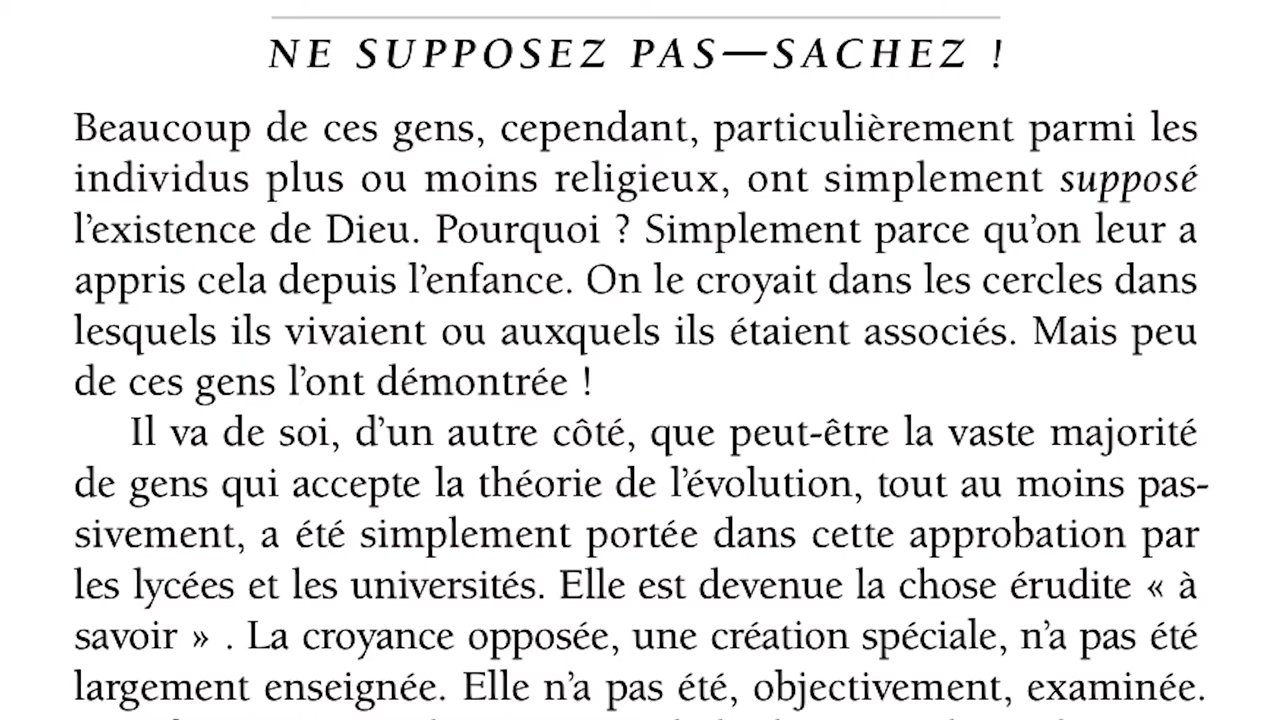 NE SUPPOSEZ PAS—SACHEZ !
Beaucoup de ces gens, cependant, particulièrement parmi les
individus plus ou moins religieux, ont simplement supposé
l’existence de Dieu. Pourquoi ? Simplement parce qu’on leur a
appris cela depuis l’enfance. On le croyait dans les cercles dans
lesquels ils vivaient ou auxquels ils étaient associés. Mais peu
de ces gens l’ont démontrée !
Il va de soi, d’un autre côté, que peut-être la vaste majorité
de gens qui accepte la théorie de l’évolution, tout au moins pas-
sivement, a été simplement portée dans cette approbation par
les lycées et les universités. Elle est devenue la chose érudite « à
savoir » . La croyance opposée, une création spéciale, n’a pas été
largement enseignée. Elle n’a pas été, objectivement, examinée.